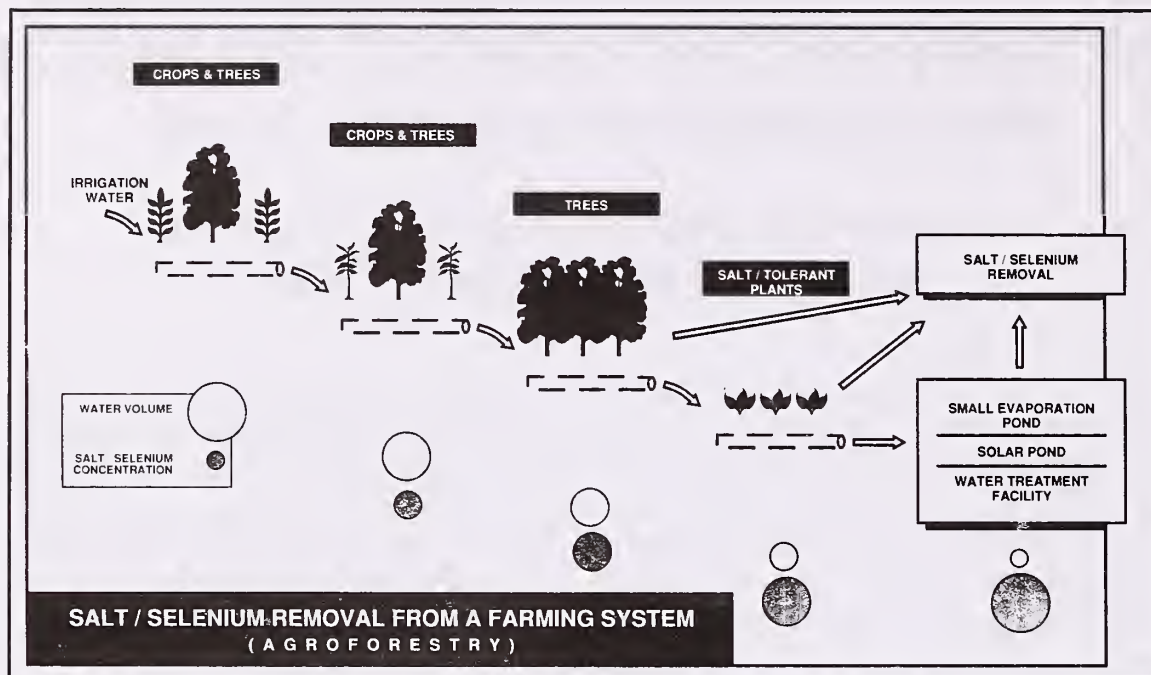 CROPS & TREES
CROPS & TREES
IRRIGATION
WATER
TREES
SALT / TOLERANT
PLANTS
SALT / SELENIUM
REMOVAL
WATER VOLUME
SALT SELENIUM
CONCENTRATION
SMALL EVAPORATION
POND
SOLAR POND
WATER TREATMENT
FACILITY
SALT / SELENIUM REMOVAL FROM A FARMING SYSTEM
( AGROFORESTRY )